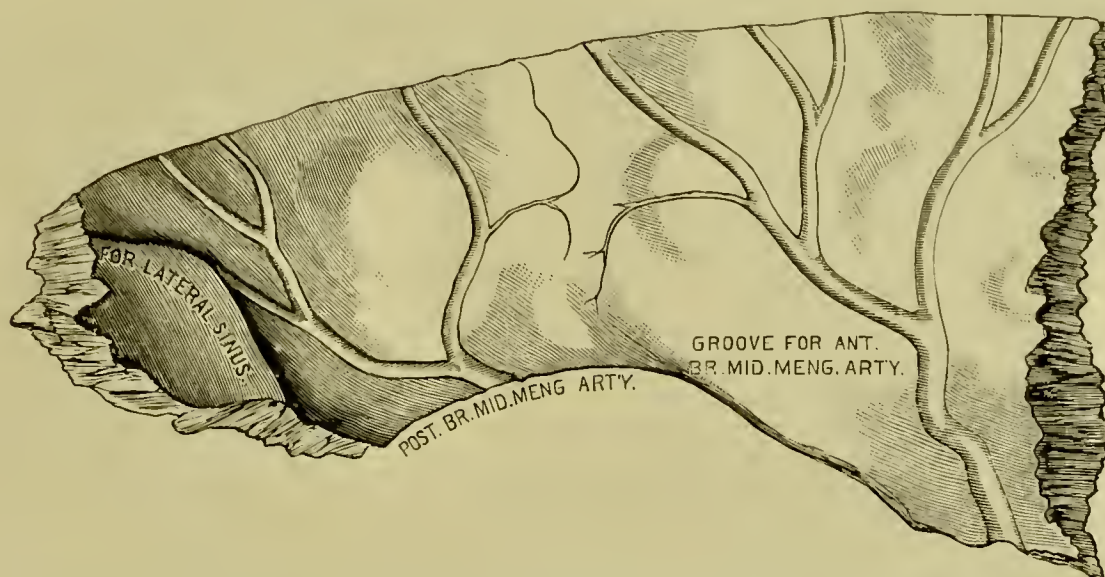 FOR LATERAL SINUS.
GROOVE FOR ANT.
BR.MID.MENG. ARTY.
POST. BR.MID.MENG ART'Y.